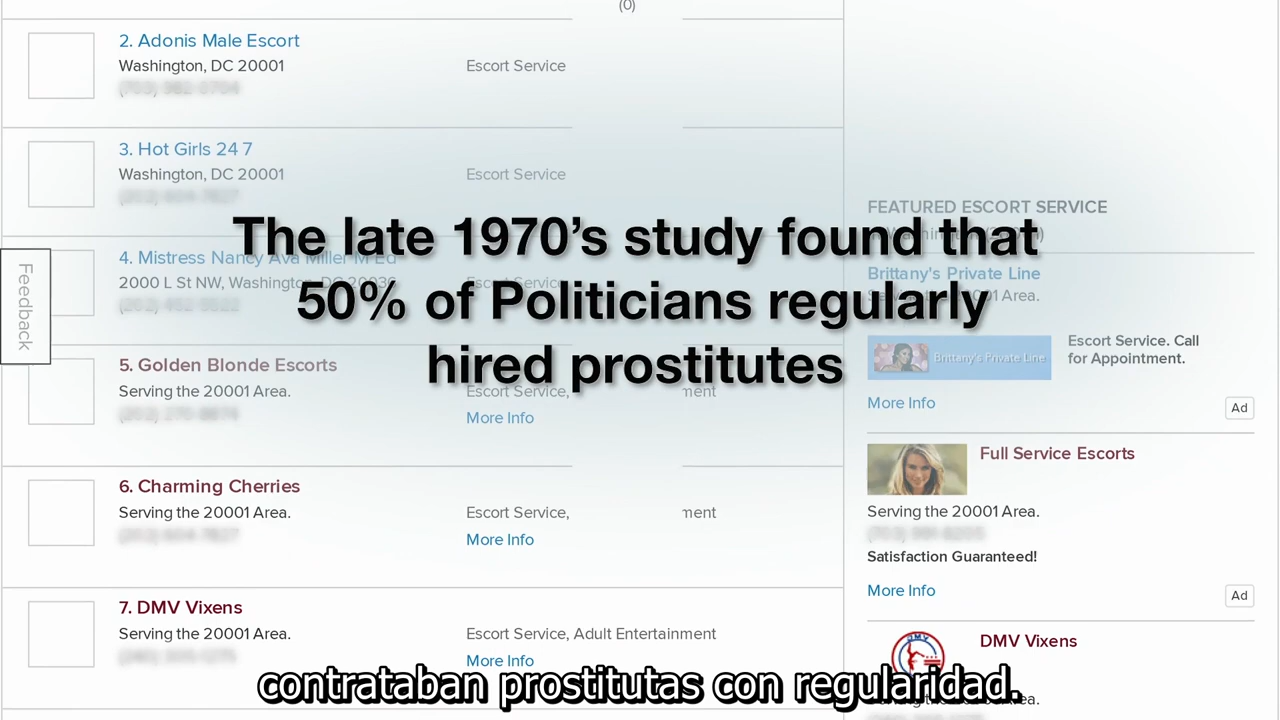 (0)
2. Adonis Male Escort
Washington, DC 20001
Escort Service
3. Hot Girls 24 7
Washington, DC 20001
Escort Service
FEATURED ESCORT SERVICE
The late 1970's study found that
50% of Politicians regularly
hired prostitutes
Feedback
4. Mistress Nancy Ava Miller M Ed
2000 L St NW, Washington, DC 20036
Escort Service
Brittany's Private Line
Brittany's Private Line
Escort Service. Call
for Appointment.
More Info
Ad
5. Golden Blonde Escorts
Serving the 20001 Area.
Escort Service,
More Info
Full Service Escorts
Serving the 20001 Area.
Satisfaction Guaranteed!
More Info
Ad
6. Charming Cherries
Serving the 20001 Area.
Escort Service,
More Info
7. DMV Vixens
Serving the 20001 Area.
Escort Service, Adult Entertainment
More Info
DMV Vixens
contrataban prostitutas con regularidad.